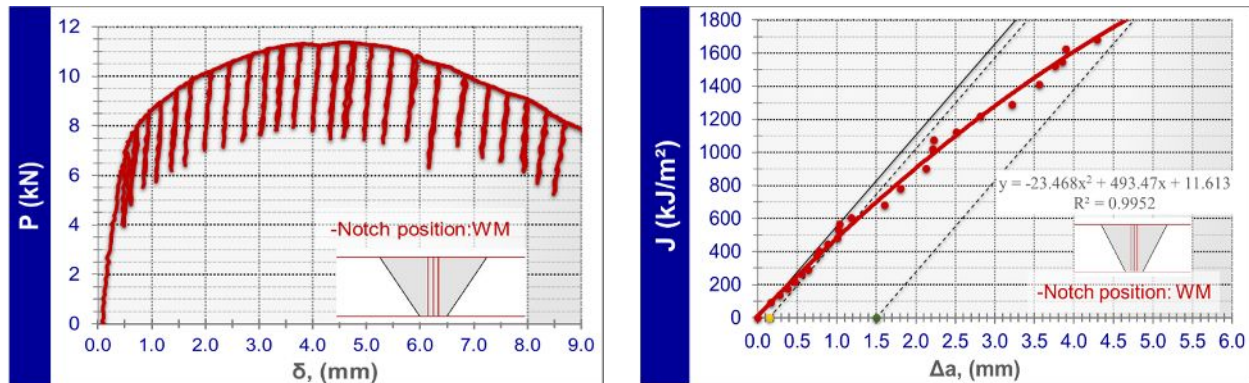 P (kN)
12
10
8
6
4
2
0
-Notch position:WM
0.0 1.0 2.0 3.0 4.0 5.0 6.0 7.0 8.0 9.0
δ, (mm)
J (kJ/m²)
1800
1600
1400
1200
1000
800
600
400
200
0
y = -23.468x² + 493.47x + 11.613
R² = 0.9952
-Notch position: WM
0.0 0.5 1.0 1.5 2.0 2.5 3.0 3.5 4.0 4.5 5.0 5.5 6.0
Δa, (mm)